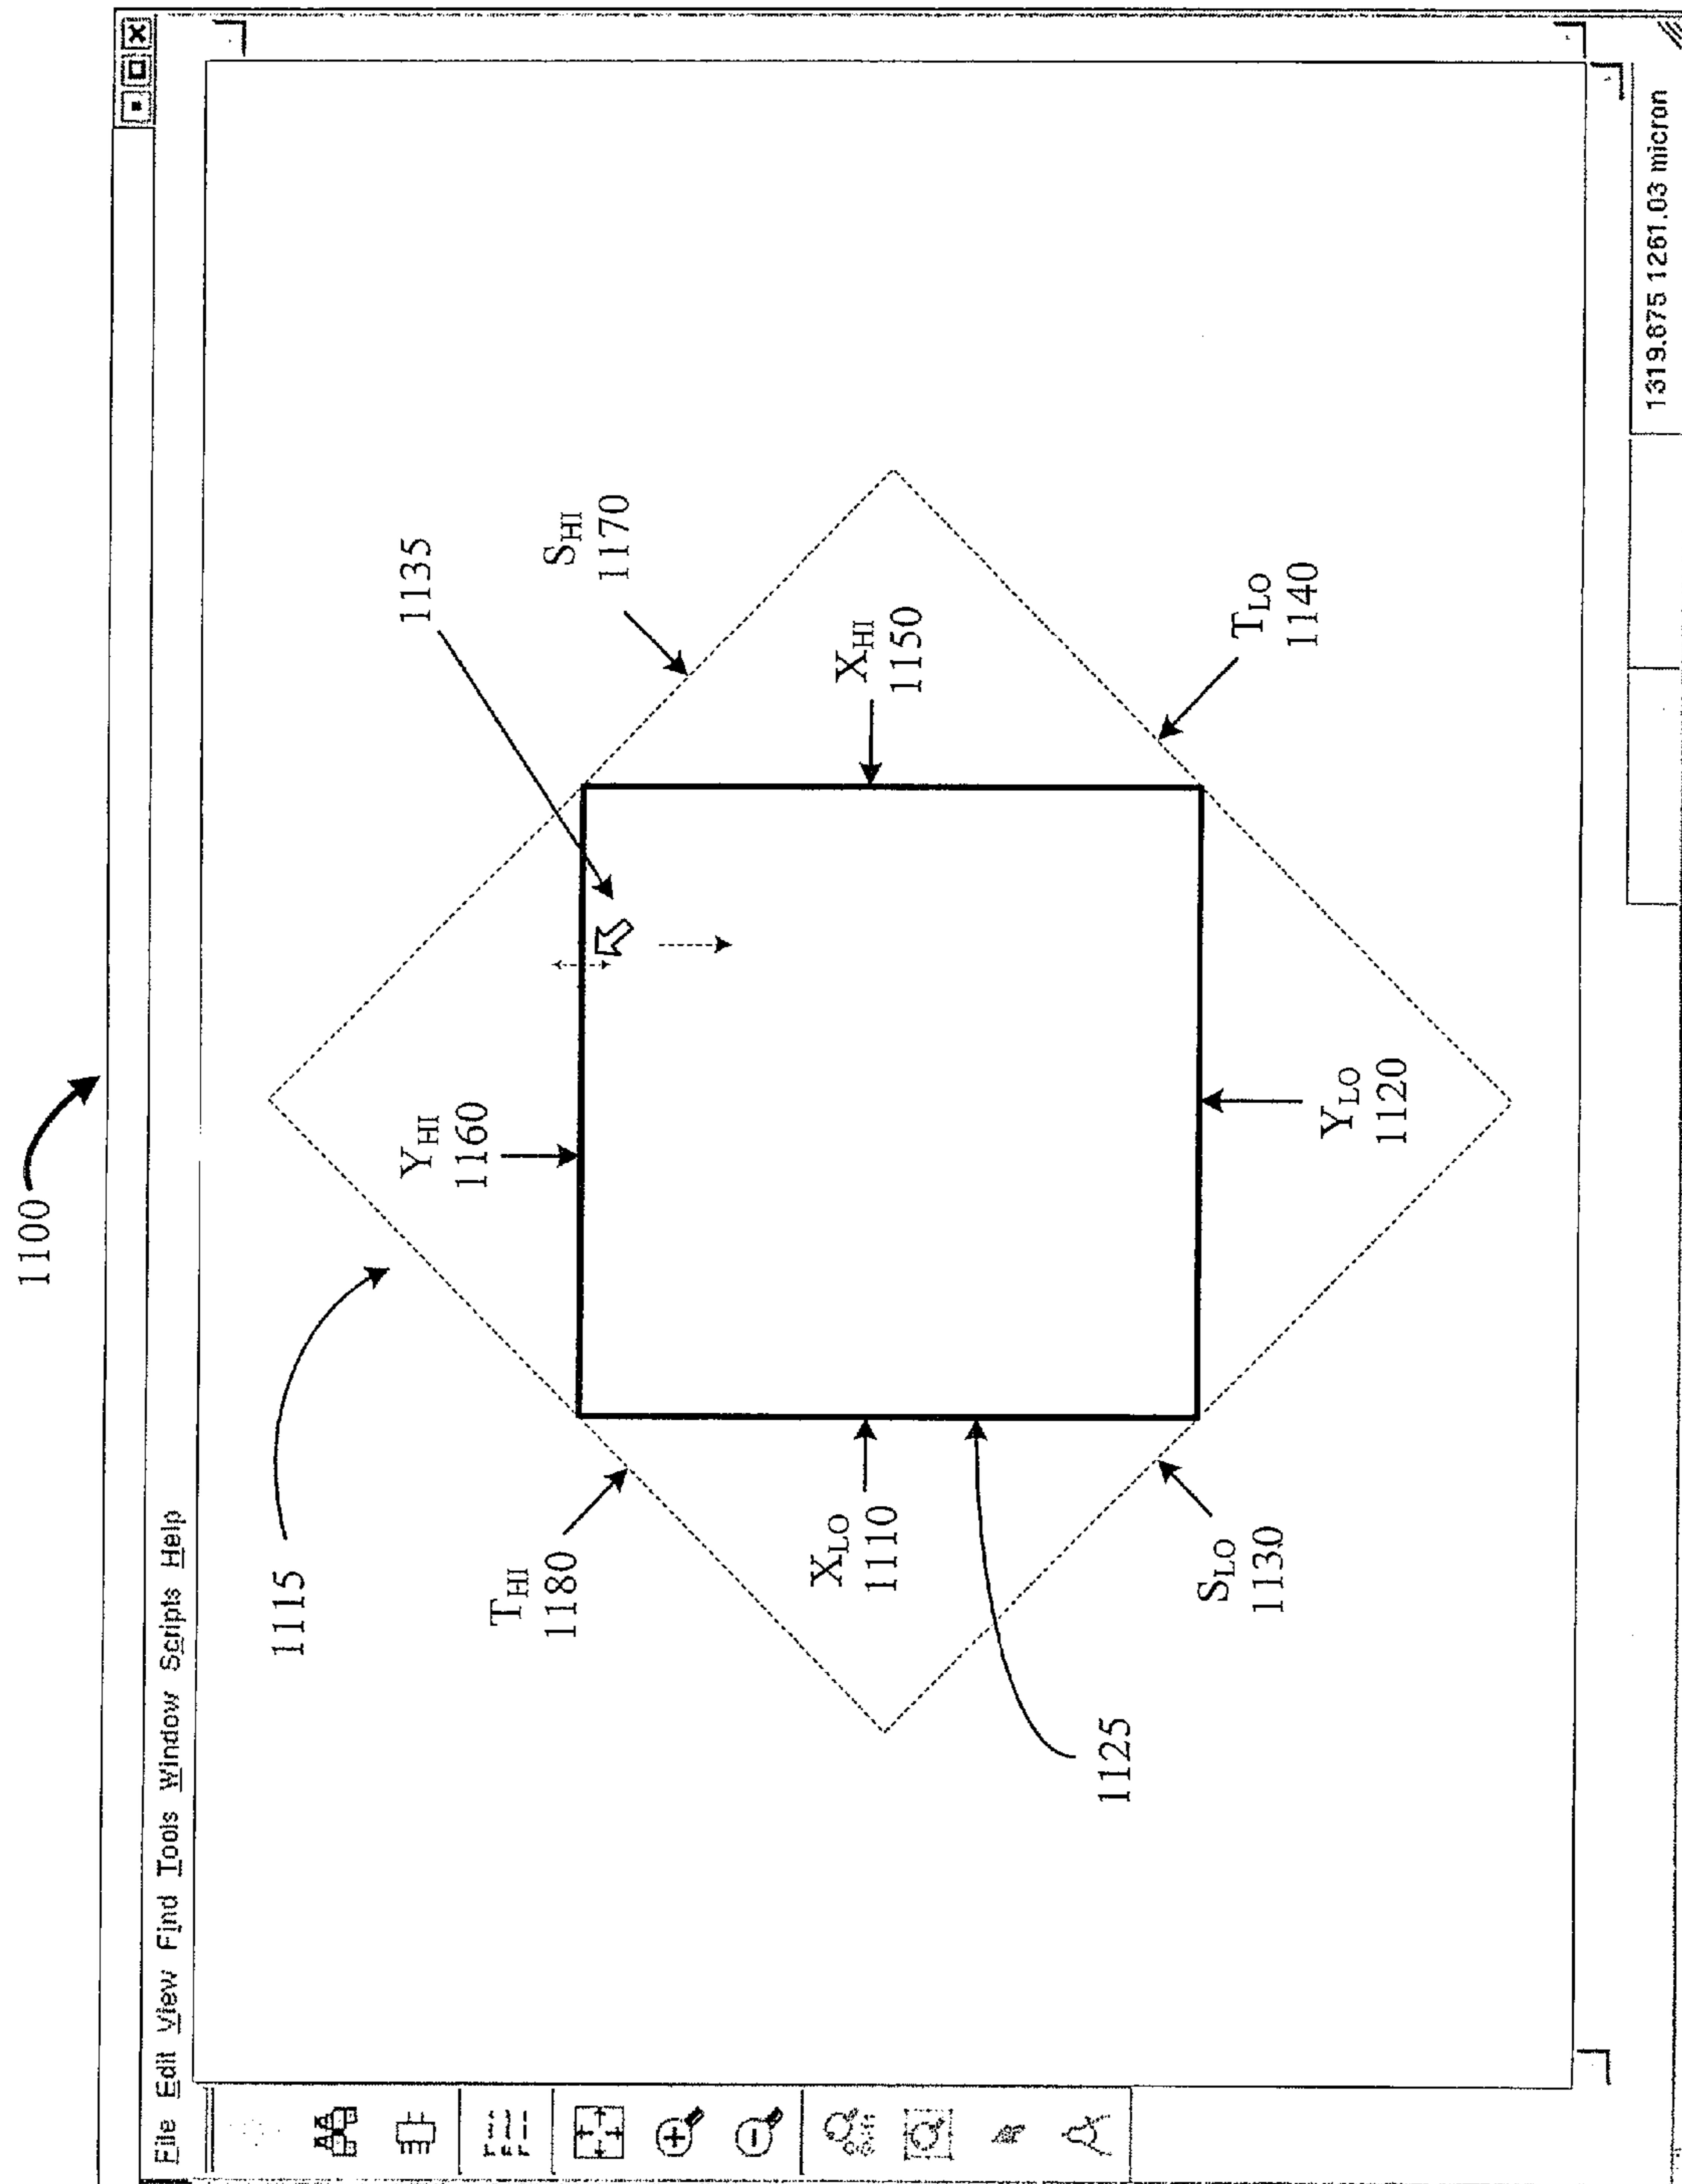 1100
File Edit View Find Tools Window Scripts Help
1115
1135
T_HI
1180
Y_HI
1160
S_HI
1170
X_LO
1110
X_HI
1150
1125
S_LO
1130
Y_LO
1120
T_LO
1140
1319.675 1261.03 micron